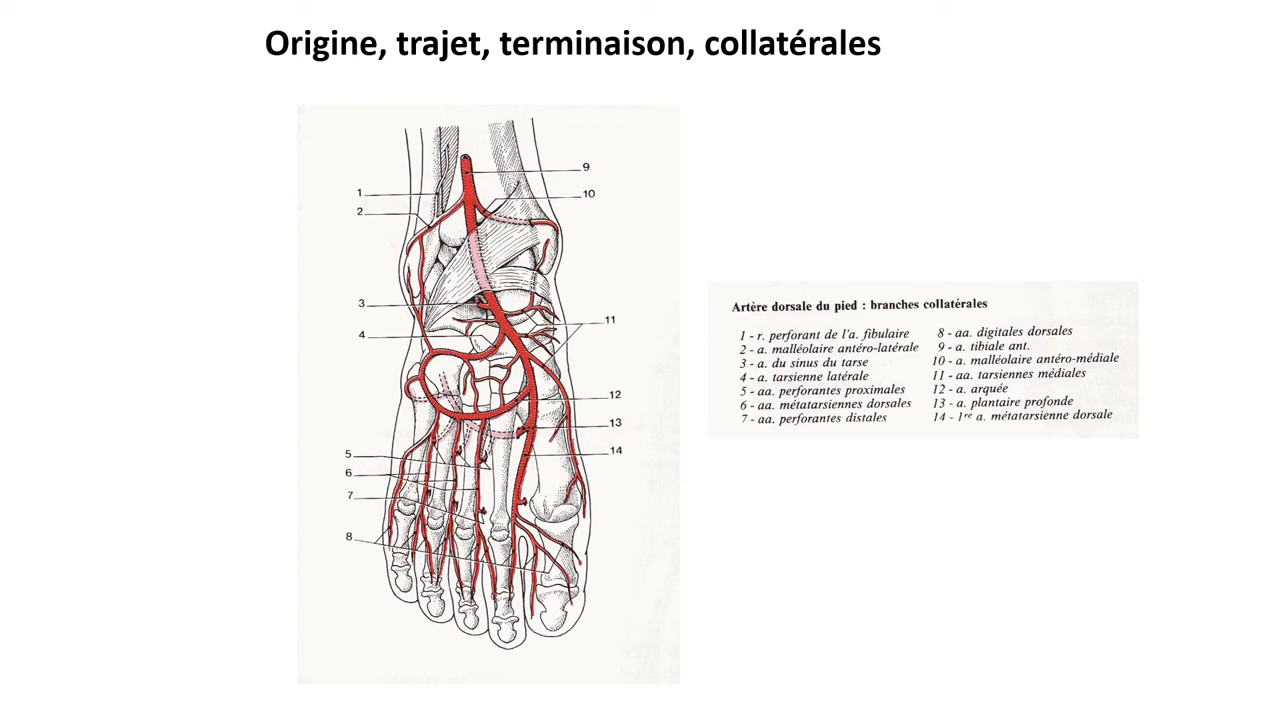 Origine, trajet, terminaison, collatérales
9
1
10
2
3
11
4
12
13
14
5
6
7
8
Artère dorsale du pied : branches collatérales
1 - r. perforant de l'a. fibulaire
2 - a. malléolaire antéro-latérale
3 - a. du sinus du tarse
4 - a. tarsienne latérale
5 - aa. perforantes proximales
6 - aa. métatarsiennes dorsales
7 - aa. perforantes distales
8 - aa. digitales dorsales
9 - a. tibiale ant.
10 - a. malléolaire antéro-médiale
11 - aa. tarsiennes médiales
12 - a. arquée
13 - a. plantaire profonde
14 - 1re a. métatarsienne dorsale